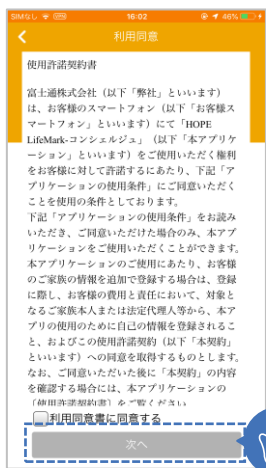 SIMなし 16:02 46%
利用同意
使用許諾契約書
富士通株式会社（以下「弊社」といいます）
は、お客様のスマートフォン（以下「お客様ス
マートフォン」といいます）にて「HOPE
LifeMark-コンシェルジュ」（以下「本アプリケ
ーション」といいます）をご使用いただく権利
をお客様に対して許諾するにあたり、下記「ア
プリケーションの使用条件」にご同意いただく
ことを使用の条件としております。
下記「アプリケーションの使用条件」をお読み
いただき、ご同意いただけた場合のみ、本アプ
リケーションをご使用いただくことができます。
本アプリケーションのご使用にあたり、お客様
のご家族の情報を追加で登録する場合は、登録
に際し、お客様の費用と責任において、対象と
なるご家族本人または法定代理人等から、本ア
プリの使用のために自己の情報を登録されるこ
と、およびこの使用許諾契約（以下「本契約」
といいます）への同意を取得するものとします。
なお、ご同意いただいた後に「本契約」の内容
を確認する場合には、本アプリケーションの
「使用許諾契約書」をご覧ください
利用同意書に同意する
次へ